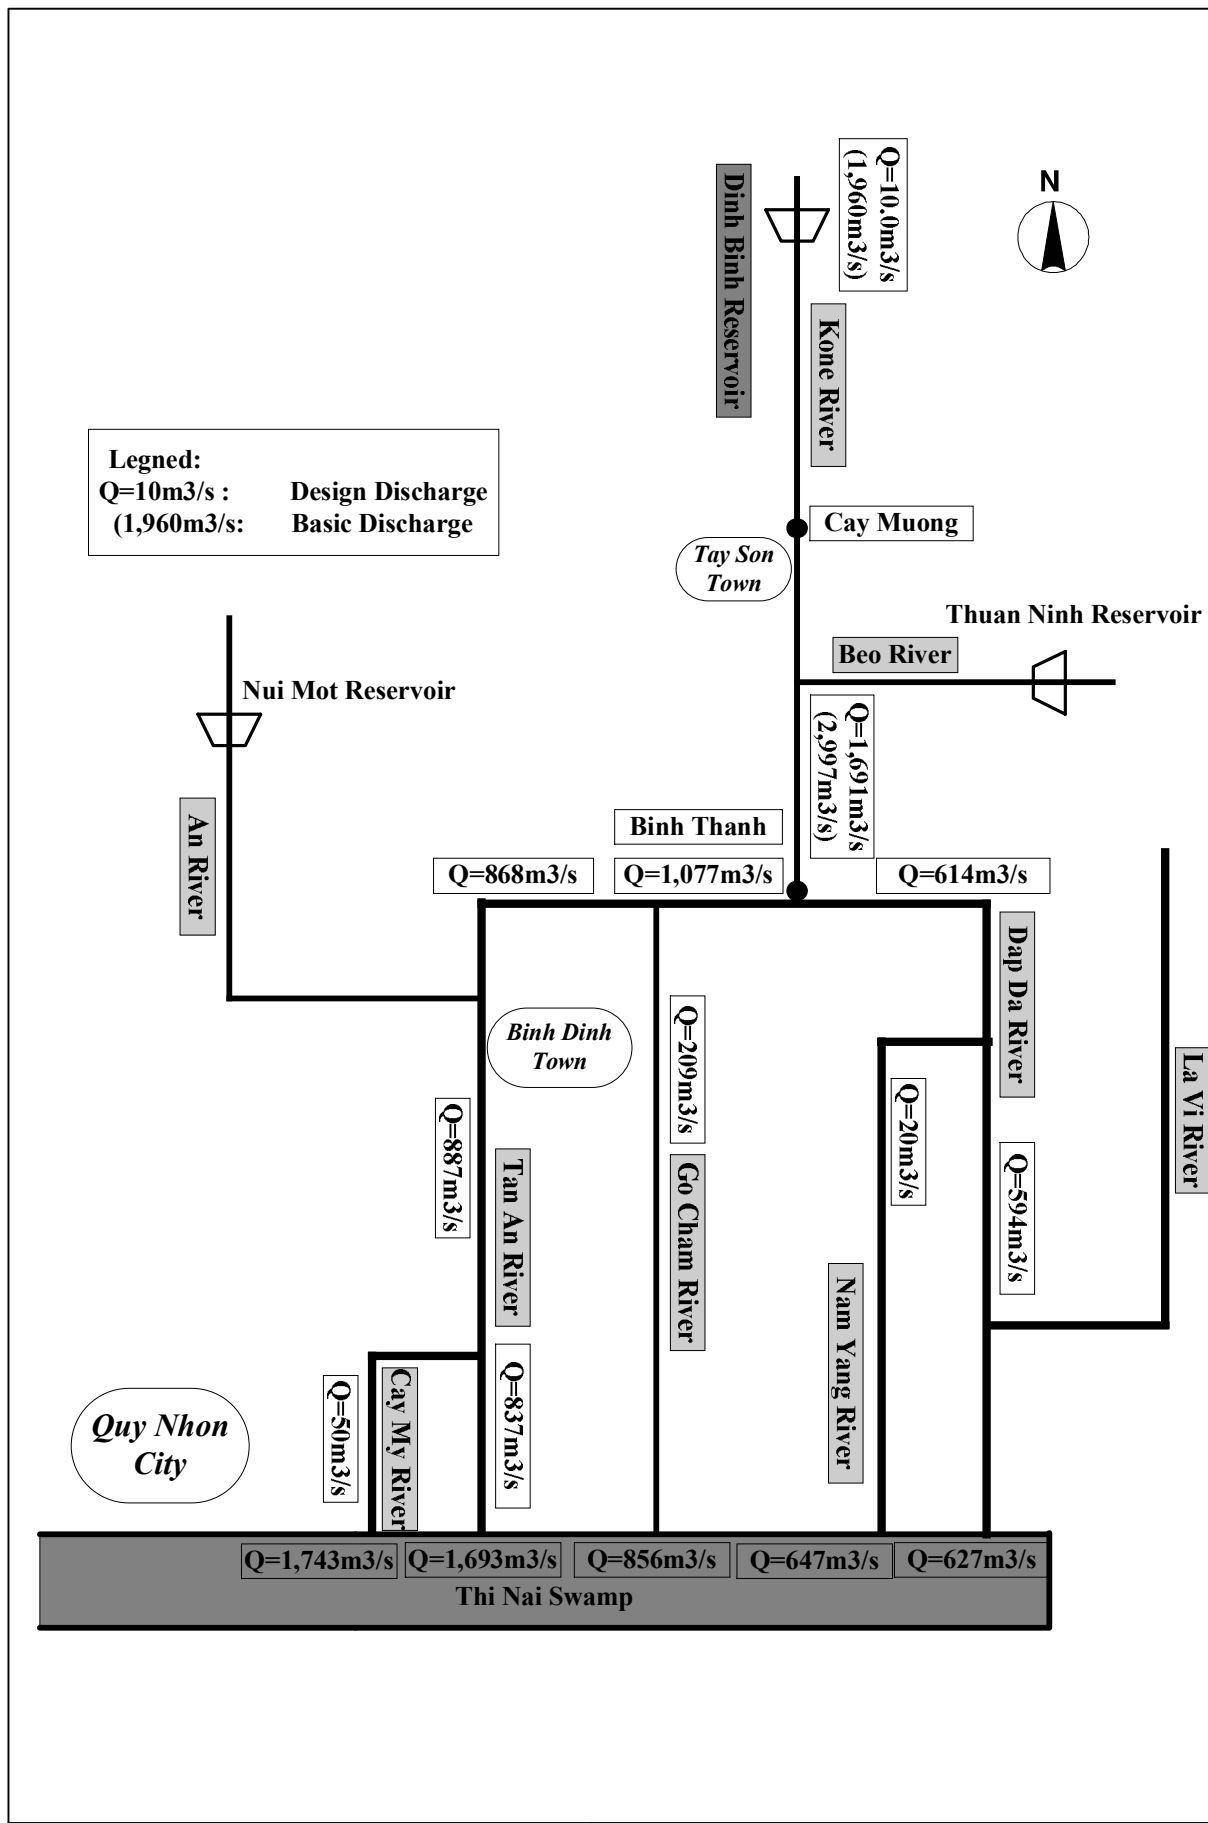 Q=10.0m3/s
(1,960m3/s)
N
Dinh Binh Reservoir
Kone River
Legned:
Q=10m3/s : Design Discharge
(1,960m3/s: Basic Discharge
Cay Muong
Tay Son
Town
Thuan Ninh Reservoir
Beo River
Nui Mot Reservoir
Q=1,691m3/s
(2,997m3/s)
An River
Binh Thanh
Q=868m3/s
Q=1,077m3/s
Q=614m3/s
Dap Da River
Binh Dinh
Town
Q=209m3/s
Q=20m3/s
La Vi River
Q=887m3/s
Tan An River
Go Cham River
Q=594m3/s
Nam Yang River
Quy Nhon
City
Q=50m3/s
Cay My River
Q=837m3/s
Q=1,743m3/s
Q=1,693m3/s
Q=856m3/s
Q=647m3/s
Q=627m3/s
Thi Nai Swamp